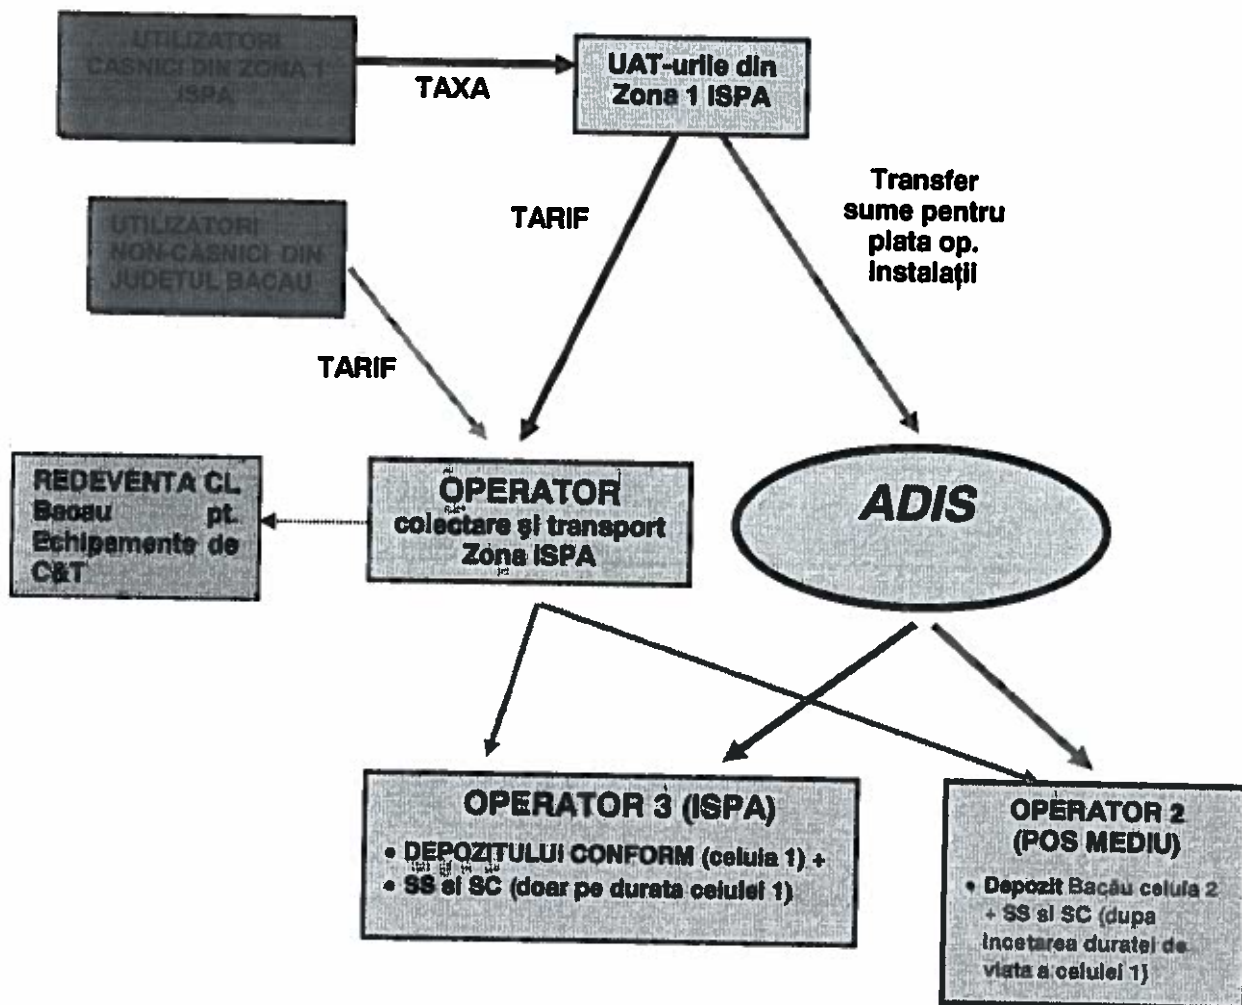 UTILIZATORI
CASNICI DIN ZONA 1
ISPA
TAXA
UAT-urile din
Zona 1 ISPA
UTILIZATORI
NON-CASNICI DIN
JUDETUL BACAU
TARIF
Transfer
sume pentru
plata op.
instalații
TARIF
REDEVENTA CL
Bacau pt.
Echipamente de
C&T
OPERATOR
colectare și transport
Zona ISPA
ADIS
OPERATOR 3 (ISPA)
• DEPOZITULUI CONFORM (celula 1) +
• SS si SC (doar pe durata celulei 1)
OPERATOR 2
(POS MEDIU)
• Depozit Bacău celula 2
+ SS si SC (dupa
incetarea duratei de
viata a celulei 1)